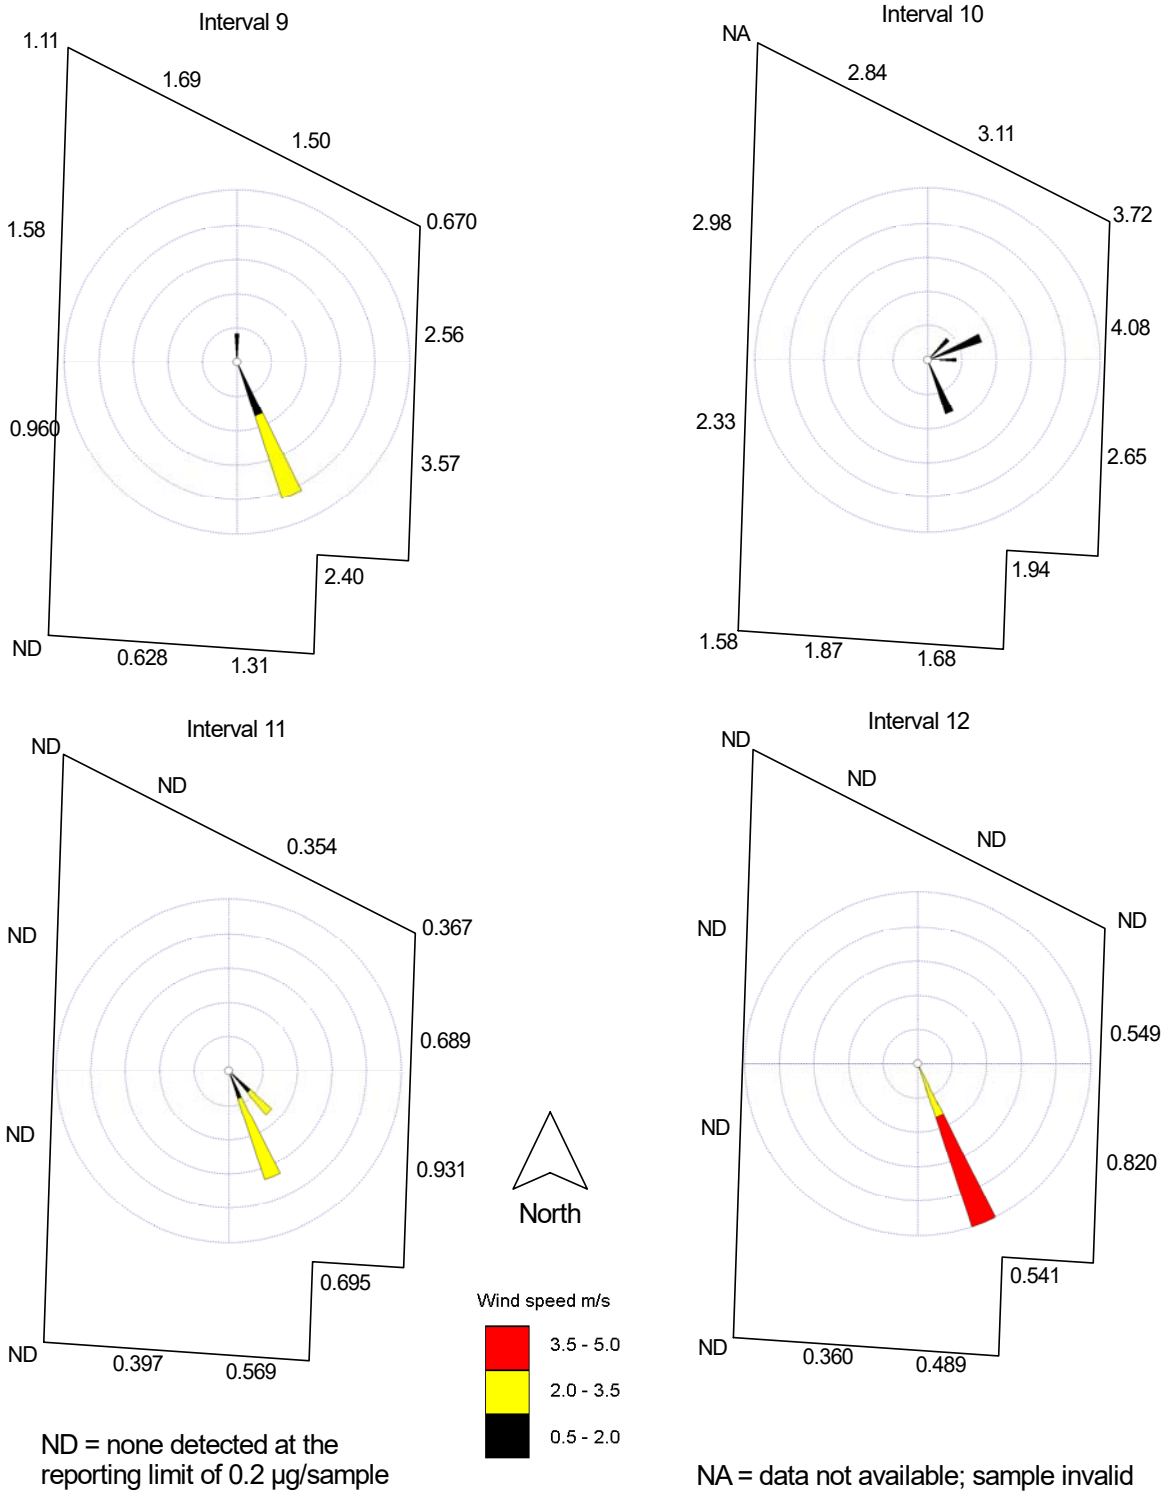 Interval 9
1.11
1.69
1.50
0.670
1.58
2.56
0.960
3.57
2.40
ND
0.628
1.31
Interval 10
NA
2.84
3.11
3.72
2.98
4.08
2.33
2.65
1.94
1.58
1.87
1.68
Interval 11
ND
ND
0.354
0.367
ND
0.689
ND
0.931
0.695
ND
0.397
0.569
Interval 12
ND
ND
ND
ND
ND
0.549
ND
0.820
0.541
ND
0.360
0.489
North
Wind speed m/s
3.5 - 5.0
2.0 - 3.5
0.5 - 2.0
ND = none detected at the
reporting limit of 0.2 µg/sample
NA = data not available; sample invalid